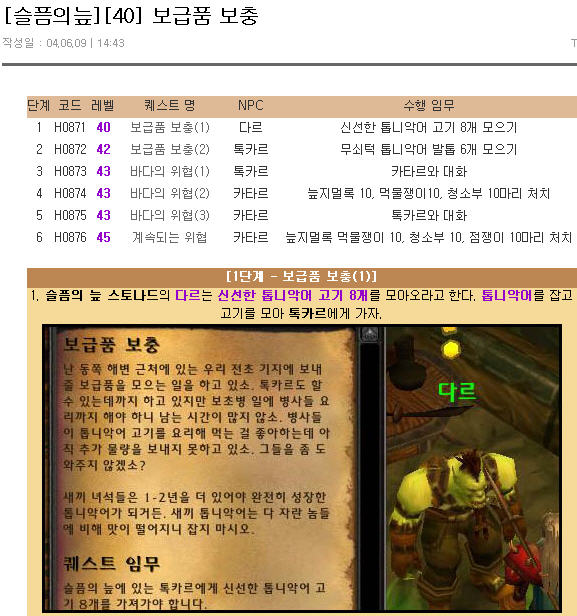 [슬픔의늪][40] 보급품 보충
작성일 : 04.06.09 | 14:43
T
단계 코드 레벨 퀘스트 명 NPC 수행 임무
1 H0871 40 보급품 보충(1) 다르 신선한 톱니악어 고기 8개 모으기
2 H0872 42 보급품 보충(2) 톡카르 무쇠턱 톱니악어 발톱 6개 모으기
3 H0873 43 바다의 위협(1) 톡카르 카타르와 대화
4 H0874 43 바다의 위협(2) 카타르 늪지멀록 10, 먹물쟁이10, 청소부 10마리 처치
5 H0875 43 바다의 위협(3) 카타르 톡카르와 대화
6 H0876 45 계속되는 위협 카타르 늪지멀록 먹물쟁이 10, 청소부 10, 점쟁이 10마리 처치
[1단계 - 보급품 보충(1)]
1. 슬픔의 늪 스토나드의 다르는 신선한 톱니악어 고기 8개를 모아오라고 한다. 톱니악어를 잡고
고기를 모아 톡카르에게 가자.
보급품 보충
난 동쪽 해변 근처에 있는 우리 전초 기지에 보내
줄 보급품을 모으는 일을 하고 있소. 톡카르도 할
수 있는데까지 하고 있지만 보초병 일에 병사들 요
리까지 해야 하니 남는 시간이 많지 않소. 병사들
이 톱니악어 고기를 요리해 먹는 걸 좋아하는데 아
직 추가 물량을 보내지 못하고 있소. 그들을 좀 도
와주지 않겠소?
새끼 녀석들은 1-2년을 더 있어야 완전히 성장한
톱니악어가 되거든. 새끼 톱니악어는 다 자란 놈들
에 비해 맛이 떨어지니 잡지 마시오.
퀘스트 임무
슬픔의 늪에 있는 톡카르에게 신선한 톱니악어 고
기 8개를 가져가야 합니다.
다르